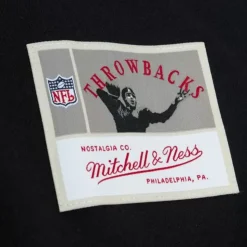 THROWBACKS
NFL
NOSTALGIA CO.
Mitchell & Ness
PHILADELPHIA, PA.